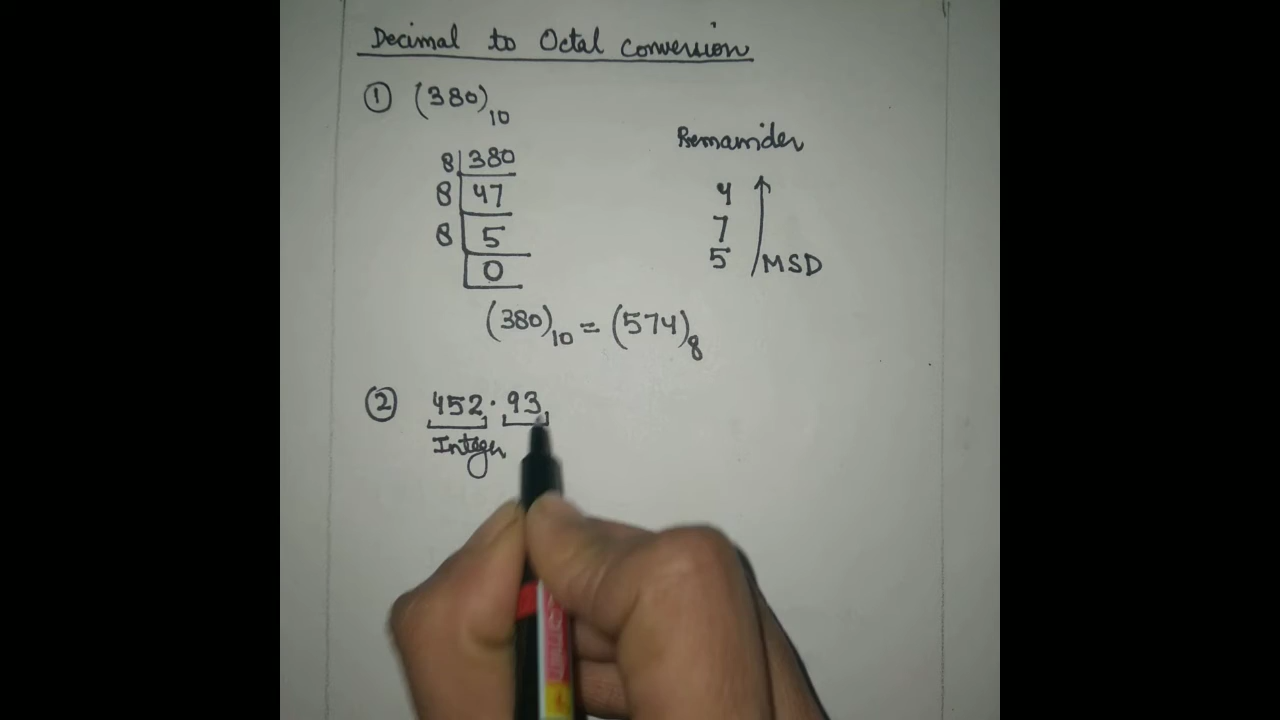 Decimal to Octal Conversion
① (380)₁₀
Remainder
8 | 380
8 | 47 4
8 | 5 7
0 5 MSD
(380)₁₀ = (574)₈
② 452.93
Integer